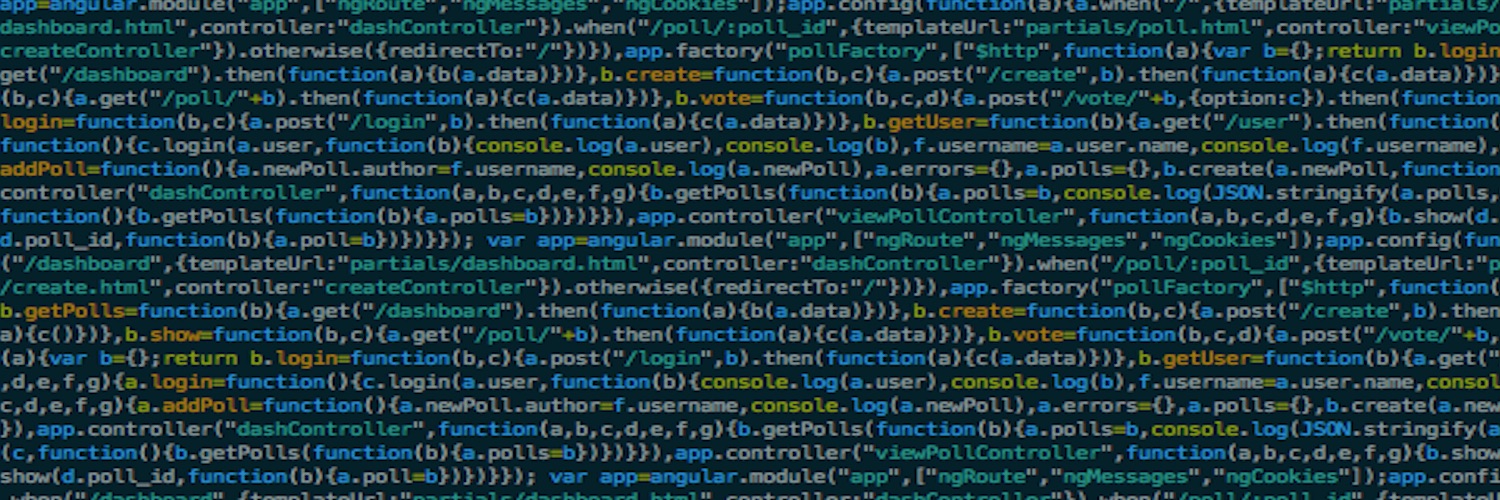 app=angular.module("app",["ngRoute","ngMessages","ngCookies"]);app.config(function(a){a.when("/",{templateUrl:"partials/
dashboard.html",controller:"dashController"}).when("/poll/:poll_id",{templateUrl:"partials/poll.html",controller:"viewPo
createController"}).otherwise({redirectTo:"/"})}),app.factory("pollFactory",["$http",function(a){var b={};return b.login
get("/dashboard").then(function(a){b(a.data)})},b.create=function(b,c){a.post("/create",b).then(function(a){c(a.data)})}
(b,c){a.get("/poll/"+b).then(function(a){c(a.data)})},b.vote=function(b,c,d){a.post("/vote/"+b,{option:c}).then(function
login=function(b,c){a.post("/login",b).then(function(a){c(a.data)})},b.getUser=function(b){a.get("/user").then(function(
function(){c.login(a.user,function(b){console.log(a.user),console.log(b),f.username=a.user.name,console.log(f.username),
addPoll=function(){a.newPoll.author=f.username,console.log(a.newPoll),a.errors={},a.polls={},b.create(a.newPoll,function
controller("dashController",function(a,b,c,d,e,f,g){b.getPolls(function(b){a.polls=b,console.log(JSON.stringify(a.polls,
function(){b.getPolls(function(b){a.polls=b})})}}),app.controller("viewPollController",function(a,b,c,d,e,f,g){b.show(d.
d.poll_id,function(b){a.poll=b})})}}); var app=angular.module("app",["ngRoute","ngMessages","ngCookies"]);app.config(fun
("/dashboard",{templateUrl:"partials/dashboard.html",controller:"dashController"}).when("/poll/:poll_id",{templateUrl:"p
/create.html",controller:"createController"}).otherwise({redirectTo:"/"})}),app.factory("pollFactory",["$http",function(
b.getPolls=function(b){a.get("/dashboard").then(function(a){b(a.data)})},b.create=function(b,c){a.post("/create",b).then
a){c()})},b.show=function(b,c){a.get("/poll/"+b).then(function(a){c(a.data)})},b.vote=function(b,c,d){a.post("/vote/"+b,
(a){var b={};return b.login=function(b,c){a.post("/login",b).then(function(a){c(a.data)})},b.getUser=function(b){a.get("
,d,e,f,g){a.login=function(){c.login(a.user,function(b){console.log(a.user),console.log(b),f.username=a.user.name,consol
c,d,e,f,g){a.addPoll=function(){a.newPoll.author=f.username,console.log(a.newPoll),a.errors={},a.polls={},b.create(a.new
}),app.controller("dashController",function(a,b,c,d,e,f,g){b.getPolls(function(b){a.polls=b,console.log(JSON.stringify(a
(c,function(){b.getPolls(function(b){a.polls=b})})}}),app.controller("viewPollController",function(a,b,c,d,e,f,g){b.show
show(d.poll_id,function(b){a.poll=b})})}}); var app=angular.module("app",["ngRoute","ngMessages","ngCookies"]);app.confi
.when("/dashboard",{templateUrl:"partials/dashboard.html",controller:"dashController"}).when("/poll/:poll